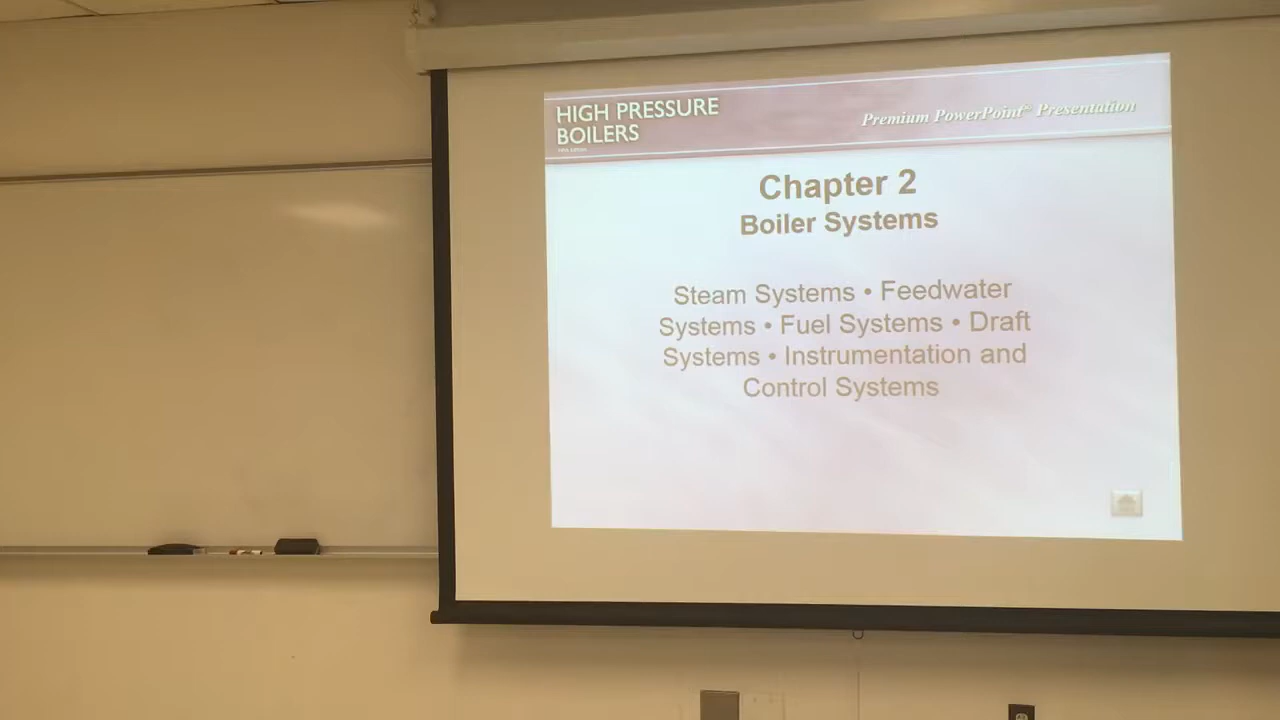 HIGH PRESSURE
BOILERS
Premium PowerPoint® Presentation
Chapter 2
Boiler Systems
Steam Systems • Feedwater
Systems • Fuel Systems • Draft
Systems • Instrumentation and
Control Systems